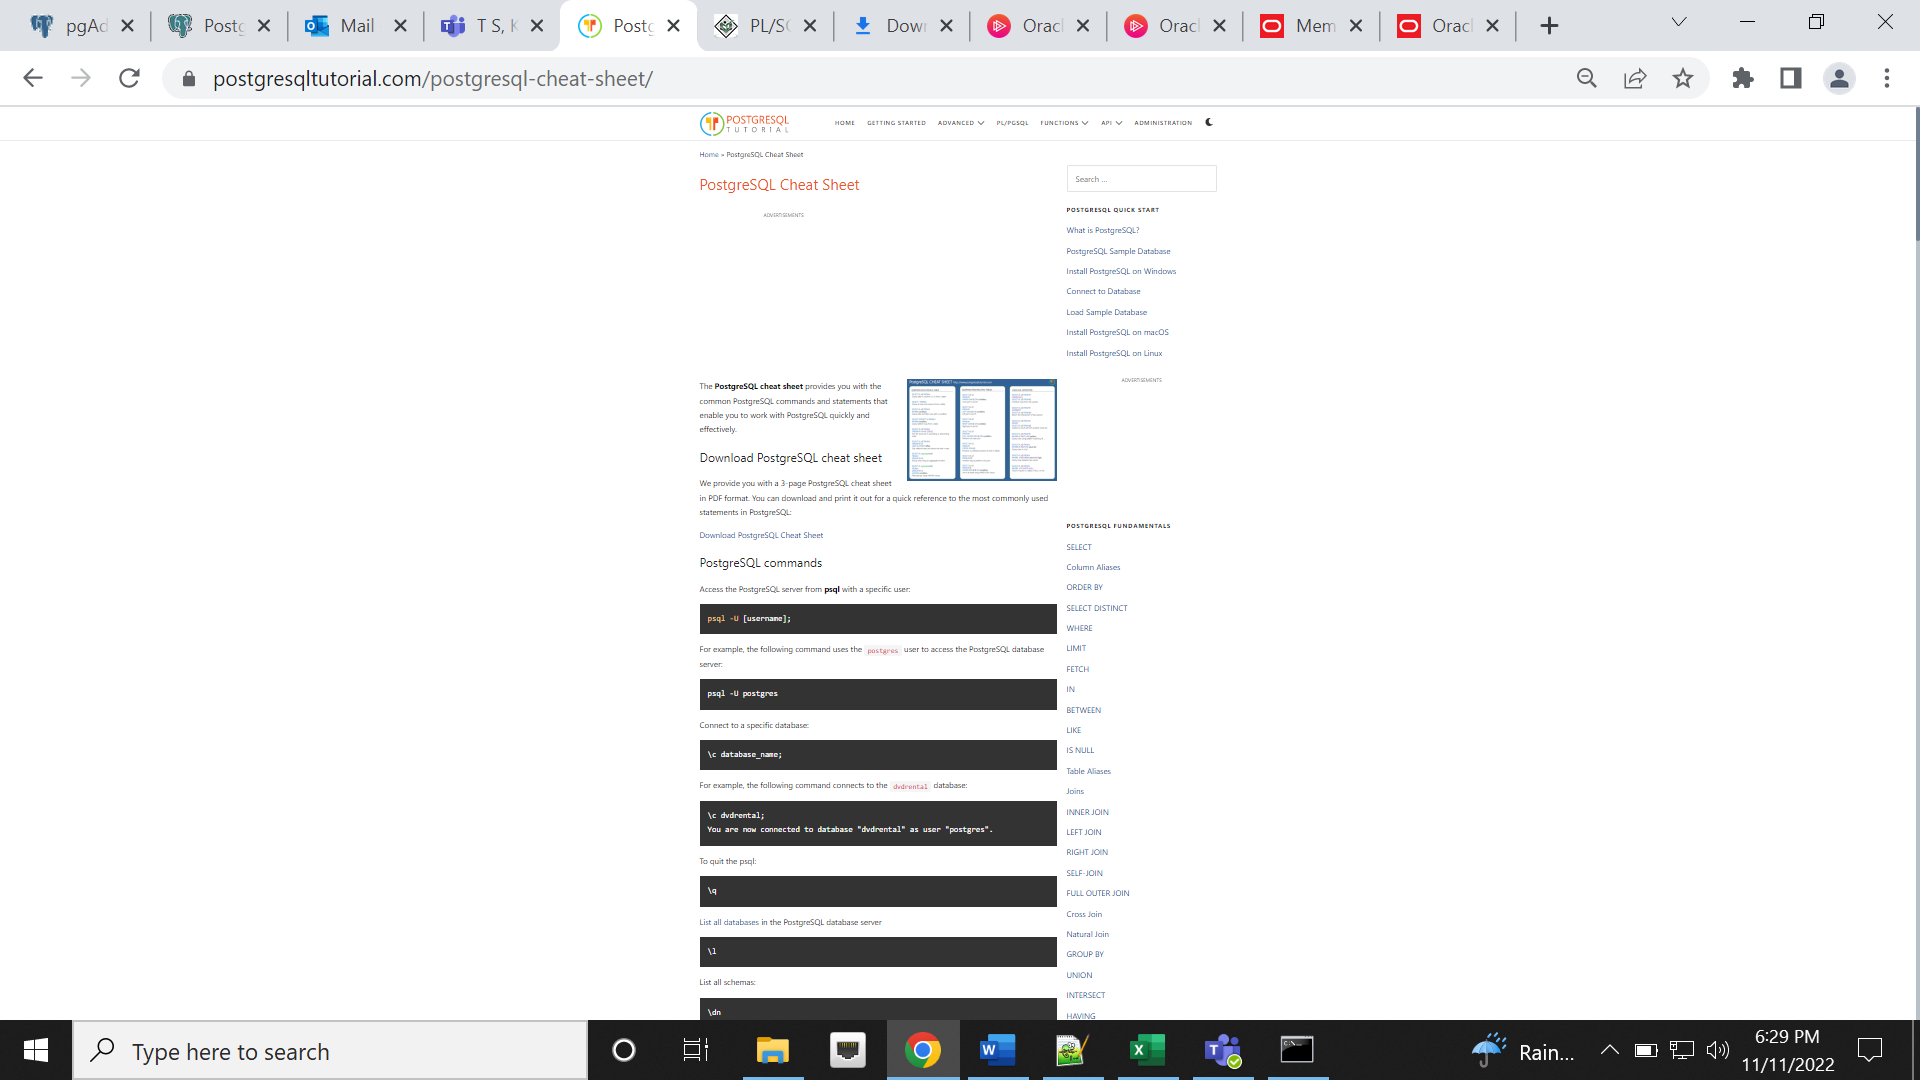 pgAd
Postg
Mail
T S, K
Postg
PL/SQ
Down
Oracl
Oracl
Mem
Oracl
postgresqltutorial.com/postgresql-cheat-sheet/
POSTGRESQL
TUTORIAL
HOME
GETTING STARTED
ADVANCED
PL/PGSQL
FUNCTIONS
API
ADMINISTRATION
Home » PostgreSQL Cheat Sheet
PostgreSQL Cheat Sheet
ADVERTISEMENTS
The PostgreSQL cheat sheet provides you with the
common PostgreSQL commands and statements that
enable you to work with PostgreSQL quickly and
effectively.
PostgreSQL CHEAT SHEET
Download PostgreSQL cheat sheet
We provide you with a 3-page PostgreSQL cheat sheet
in PDF format. You can download and print it out for a quick reference to the most commonly used
statements in PostgreSQL:
Download PostgreSQL Cheat Sheet
PostgreSQL commands
Access the PostgreSQL server from psql with a specific user:
psql -U [username];
For example, the following command uses the postgres user to access the PostgreSQL database
server:
psql -U postgres
Connect to a specific database:
\c database_name;
For example, the following command connects to the dvdrental database:
\c dvdrental;
You are now connected to database "dvdrental" as user "postgres".
To quit the psql:
\q
List all databases in the PostgreSQL database server
\l
List all schemas:
\dn
Search ...
POSTGRESQL QUICK START
What is PostgreSQL?
PostgreSQL Sample Database
Install PostgreSQL on Windows
Connect to Database
Load Sample Database
Install PostgreSQL on macOS
Install PostgreSQL on Linux
ADVERTISEMENTS
POSTGRESQL FUNDAMENTALS
SELECT
Column Aliases
ORDER BY
SELECT DISTINCT
WHERE
LIMIT
FETCH
IN
BETWEEN
LIKE
IS NULL
Table Aliases
Joins
INNER JOIN
LEFT JOIN
RIGHT JOIN
SELF-JOIN
FULL OUTER JOIN
Cross Join
Natural Join
GROUP BY
UNION
INTERSECT
HAVING
Type here to search
Rain...
6:29 PM
11/11/2022